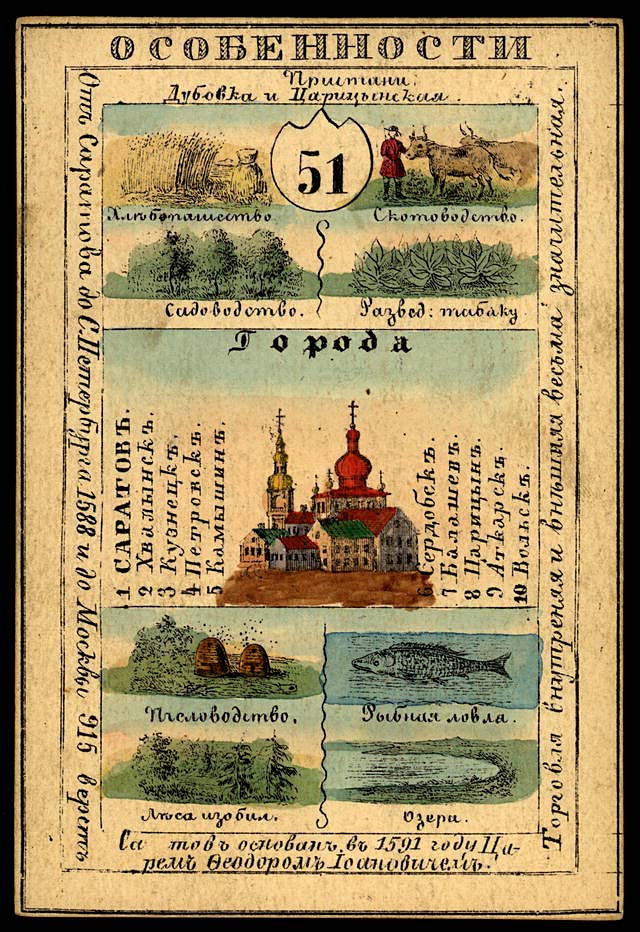 ОСОБЕННОСТИ
Пристани:
Дубовка и Царицынская.
51
Хлѣбопашество
Скотоводство.
Садоводство.
Развед: табаку
Города
1 САРАТОВЪ.
2 Хвалынскъ.
3 Кузнецкъ.
4 Петровскъ.
5 Камышинъ.
6 Сердобскъ.
7 Балашевъ.
8 Царицынъ.
9 Аткарскъ.
10 Вольскъ.
Пчеловодство.
Рыбная ловля.
Лѣса изобил.
Озера.
Са товъ основанъ въ 1591 году Ца-
ремъ Ѳеодоромъ Іоановичемъ.
Отъ Саратова до С.Петербурга 1588 и до Москвы 915 верстъ
Торговля внутреняя и внѣшняя весьма значительная.